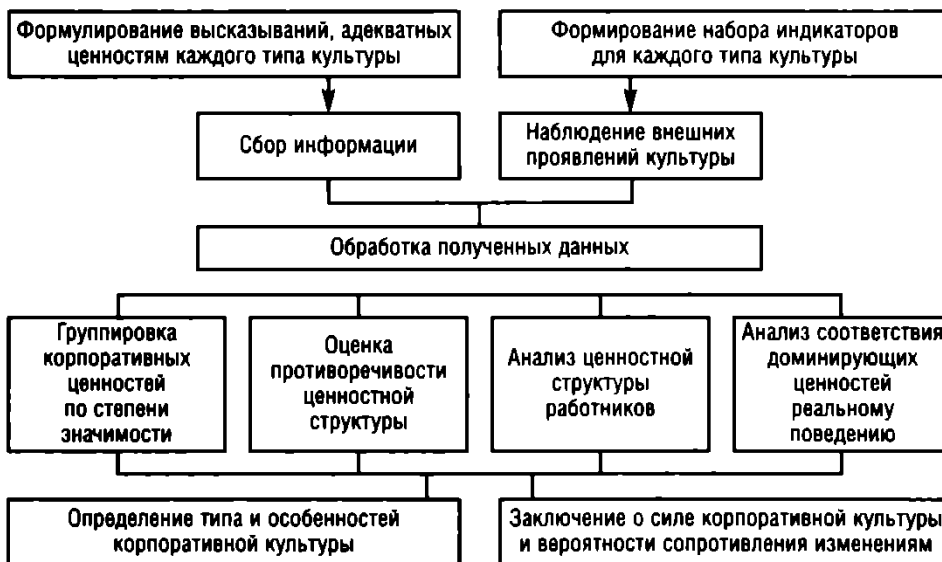 Формулирование высказываний, адекватных
ценностям каждого типа культуры
Формирование набора индикаторов
для каждого типа культуры
Сбор информации
Наблюдение внешних
проявлений культуры
Обработка полученных данных
Группировка
корпоративных
ценностей
по степени
значимости
Оценка
противоречивости
ценностной
структуры
Анализ ценностной
структуры
работников
Анализ соответствия
доминирующих
ценностей
реальному
поведению
Определение типа и особенностей
корпоративной культуры
Заключение о силе корпоративной культуры
и вероятности сопротивления изменениям